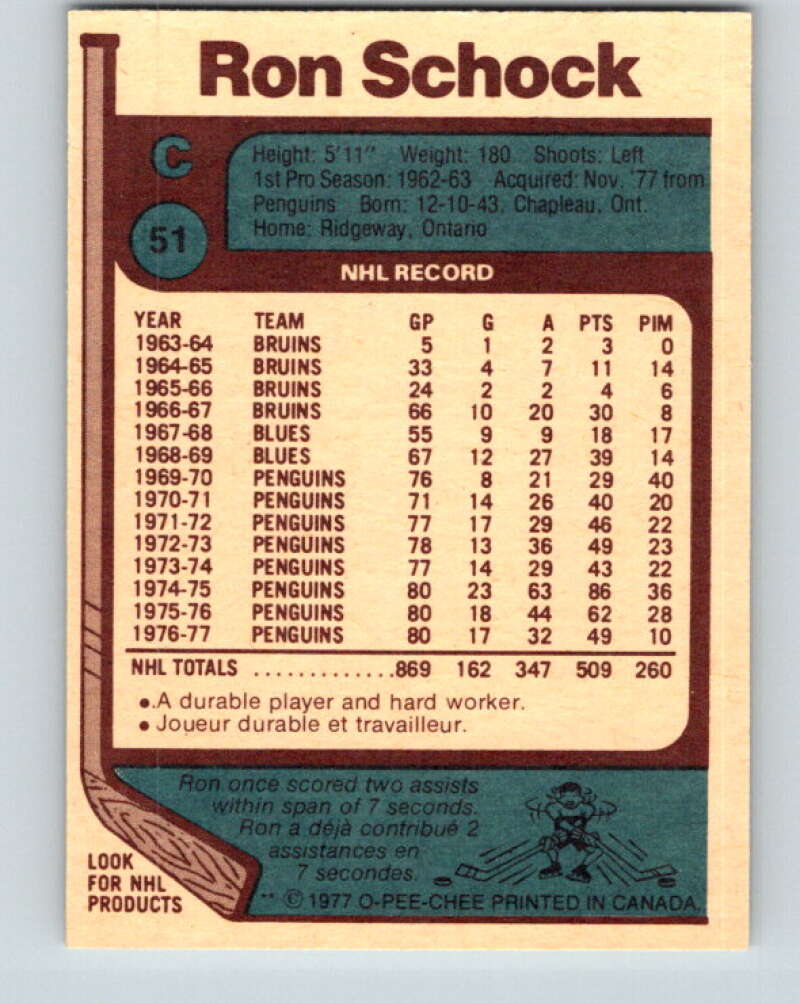 Ron Schock
C
Height: 5'11" Weight: 180 Shoots: Left
1st Pro Season: 1962-63 Acquired: Nov. '77 from
Penguins Born: 12-10-43, Chapleau, Ont.
Home: Ridgeway, Ontario
51
NHL RECORD
YEAR TEAM GP G A PTS PIM
1963-64 BRUINS 5 1 2 3 0
1964-65 BRUINS 33 4 7 11 14
1965-66 BRUINS 24 2 2 4 6
1966-67 BRUINS 66 10 20 30 8
1967-68 BLUES 55 9 9 18 17
1968-69 BLUES 67 12 27 39 14
1969-70 PENGUINS 76 8 21 29 40
1970-71 PENGUINS 71 14 26 40 20
1971-72 PENGUINS 77 17 29 46 22
1972-73 PENGUINS 78 13 36 49 23
1973-74 PENGUINS 77 14 29 43 22
1974-75 PENGUINS 80 23 63 86 36
1975-76 PENGUINS 80 18 44 62 28
1976-77 PENGUINS 80 17 32 49 10
NHL TOTALS .............869 162 347 509 260
•.A durable player and hard worker.
• Joueur durable et travailleur.
Ron once scored two assists
within span of 7 seconds.
Ron a déjà contribué 2
assistances en
7 secondes.
LOOK
FOR NHL
PRODUCTS
** © 1977 O-PEE-CHEE PRINTED IN CANADA.